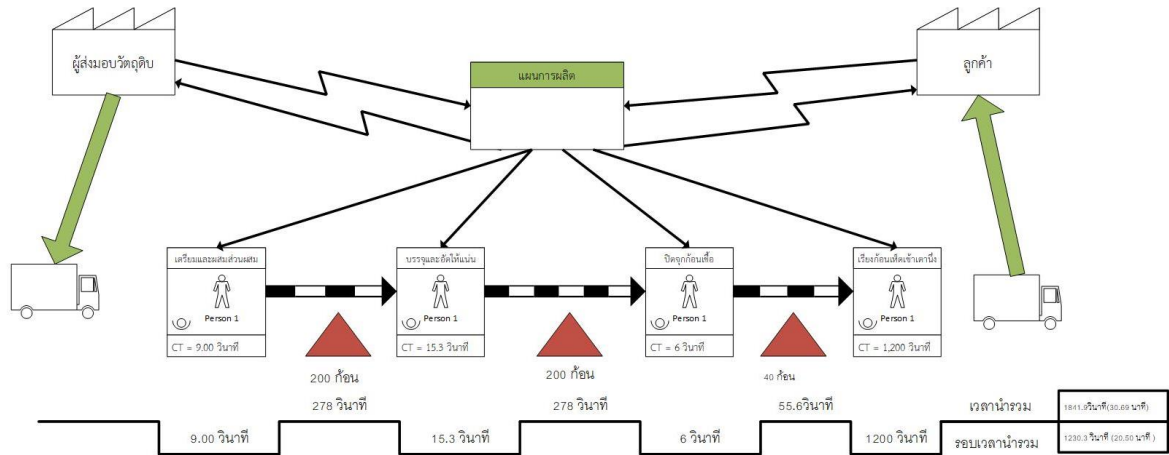 ผู้ส่งมอบวัตถุดิบ
แผนการผลิต
ลูกค้า
เตรียมและผสมส่วนผสม
Person 1
CT = 9.00 วินาที
บรรจุและอัดให้แน่น
Person 1
CT = 15.3 วินาที
ปิดจุกก้อนเชื้อ
Person 1
CT = 6 วินาที
เรียงก้อนเห็ดเข้าเตานึ่ง
Person 1
CT = 1,200 วินาที
200 ก้อน
200 ก้อน
40 ก้อน
278 วินาที
278 วินาที
55.6วินาที
เวลานำรวม
1841.9วินาที(30.69 นาที)
9.00 วินาที
15.3 วินาที
6 วินาที
1200 วินาที
รอบเวลานำรวม
1230.3 วินาที (20.50 นาที )